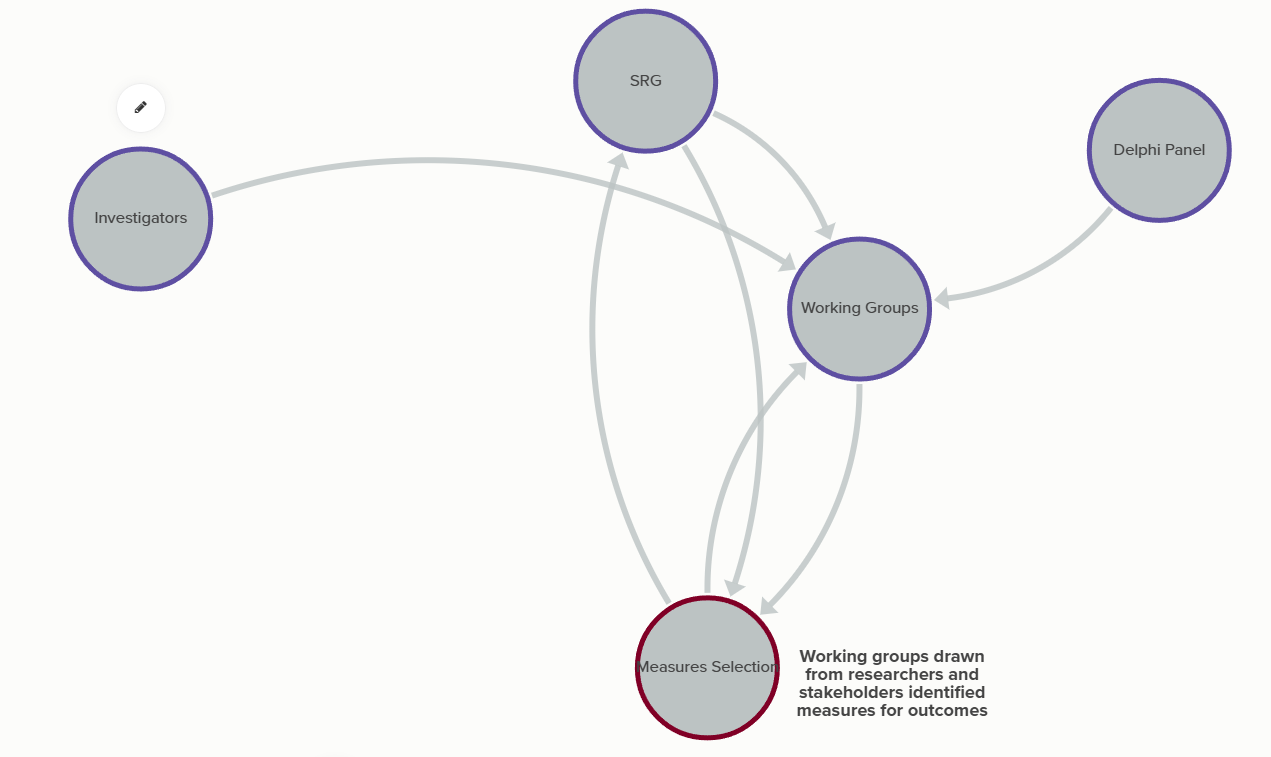 SRG
Delphi Panel
Investigators
Working Groups
Measures Selection
Working groups drawn
from researchers and
stakeholders identified
measures for outcomes